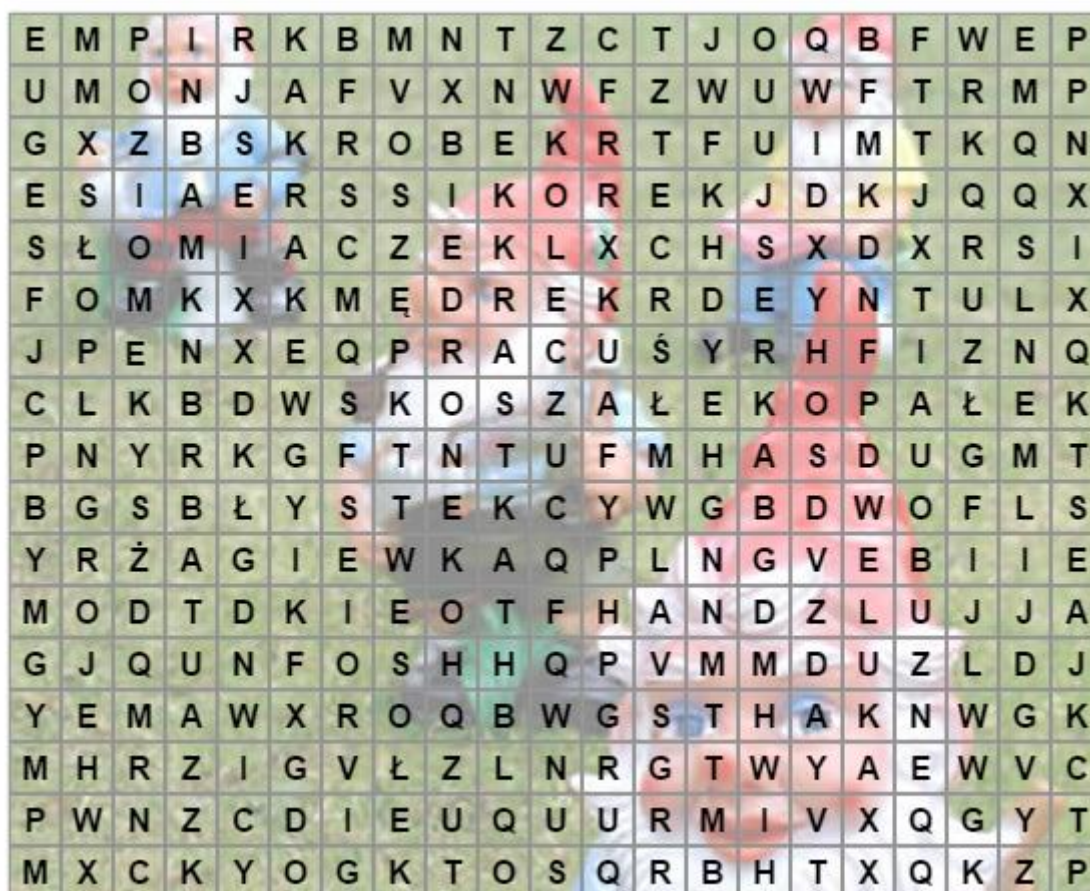 E M P I R K B M N T Z C T J O Q B F W E P
U M O N J A F V X N W F Z W U W F T R M P
G X Z B S K R O B E K R T F U I M T K Q N
E S I A E R S S I K O R E K J D K J Q Q X
S Ł O M I A C Z E K L X C H S X D X R S I
F O M K X K M Ę D R E K R D E Y N T U L X
J P E N X E Q P R A C U Ś Y R H F I Z N Q
C L K B D W S K O S Z A Ł E K O P A Ł E K
P N Y R K G F T N T U F M H A S D U G M T
B G S B Ł Y S T E K C Y W G B D W O F L S
Y R Ż A G I E W K A Q P L N G V E B I I E
M O D T D K I E O T F H A N D Z L U J J A
G J Q U N F O S H H Q P V M M D U Z L D J
Y E M A W X R O Q B W G S T H A K N W G K
M H R Z I G V Ł Z L N R G T W Y A E W V C
P W N Z C D I E U Q U U R M I V X Q G Y T
M X C K Y O G K T O S Q R B H T X Q K Z P